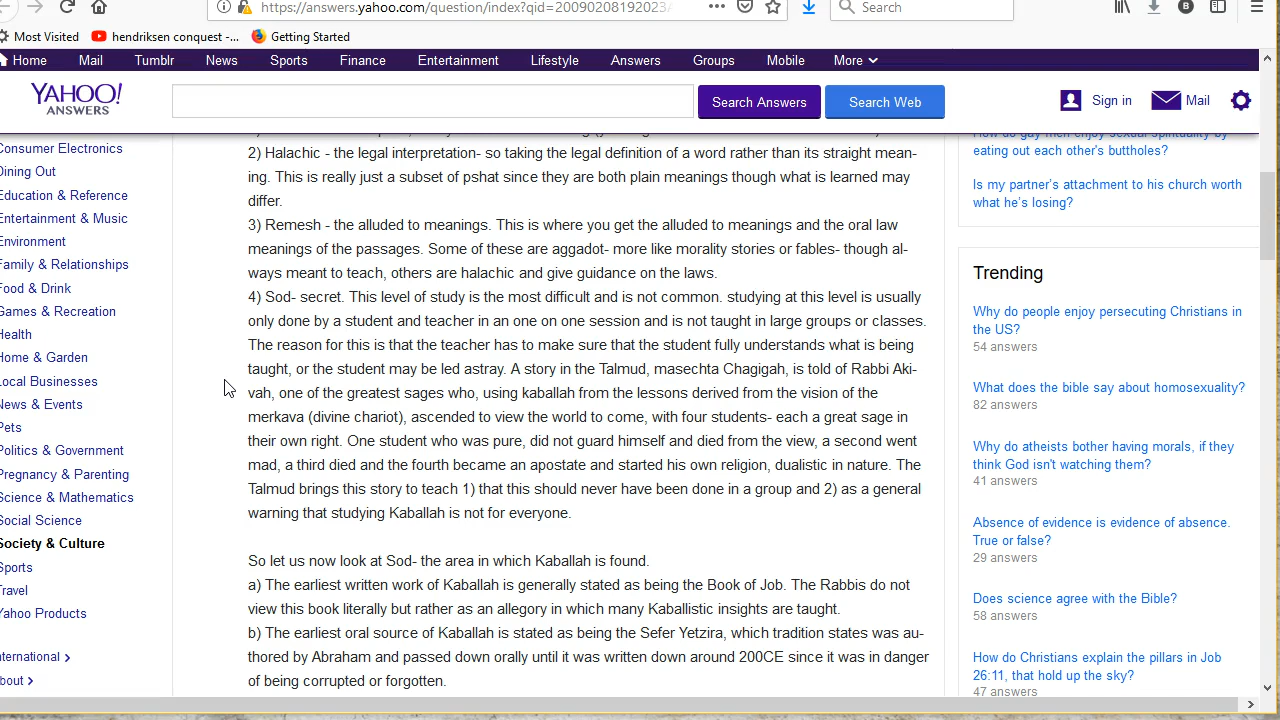 https://answers.yahoo.com/question/index?qid=20090208192023A
Search
Most Visited
hendriksen conquest -...
Getting Started
Home
Mail
Tumblr
News
Sports
Finance
Entertainment
Lifestyle
Answers
Groups
Mobile
More
YAHOO!
ANSWERS
Search Answers
Search Web
Sign in
Mail
Consumer Electronics
Dining Out
Education & Reference
Entertainment & Music
Environment
Family & Relationships
Food & Drink
Games & Recreation
Health
Home & Garden
Local Businesses
News & Events
Pets
Politics & Government
Pregnancy & Parenting
Science & Mathematics
Social Science
Society & Culture
Sports
Travel
Yahoo Products
nternational
bout
2) Halachic - the legal interpretation- so taking the legal definition of a word rather than its straight mean-
ing. This is really just a subset of pshat since they are both plain meanings though what is learned may
differ.
3) Remesh - the alluded to meanings. This is where you get the alluded to meanings and the oral law
meanings of the passages. Some of these are aggadot- more like morality stories or fables- though al-
ways meant to teach, others are halachic and give guidance on the laws.
4) Sod- secret. This level of study is the most difficult and is not common. studying at this level is usually
only done by a student and teacher in an one on one session and is not taught in large groups or classes.
The reason for this is that the teacher has to make sure that the student fully understands what is being
taught, or the student may be led astray. A story in the Talmud, masechta Chagigah, is told of Rabbi Aki-
vah, one of the greatest sages who, using kaballah from the lessons derived from the vision of the
merkava (divine chariot), ascended to view the world to come, with four students- each a great sage in
their own right. One student who was pure, did not guard himself and died from the view, a second went
mad, a third died and the fourth became an apostate and started his own religion, dualistic in nature. The
Talmud brings this story to teach 1) that this should never have been done in a group and 2) as a general
warning that studying Kaballah is not for everyone.
So let us now look at Sod- the area in which Kaballah is found.
a) The earliest written work of Kaballah is generally stated as being the Book of Job. The Rabbis do not
view this book literally but rather as an allegory in which many Kaballistic insights are taught.
b) The earliest oral source of Kaballah is stated as being the Sefer Yetzira, which tradition states was au-
thored by Abraham and passed down orally until it was written down around 200CE since it was in danger
of being corrupted or forgotten.
How do gay men enjoy sexual spirituality by
eating out each other's buttholes?
Is my partner's attachment to his church worth
what he's losing?
Trending
Why do people enjoy persecuting Christians in
the US?
54 answers
What does the bible say about homosexuality?
82 answers
Why do atheists bother having morals, if they
think God isn't watching them?
41 answers
Absence of evidence is evidence of absence.
True or false?
29 answers
Does science agree with the Bible?
58 answers
How do Christians explain the pillars in Job
26:11, that hold up the sky?
47 answers